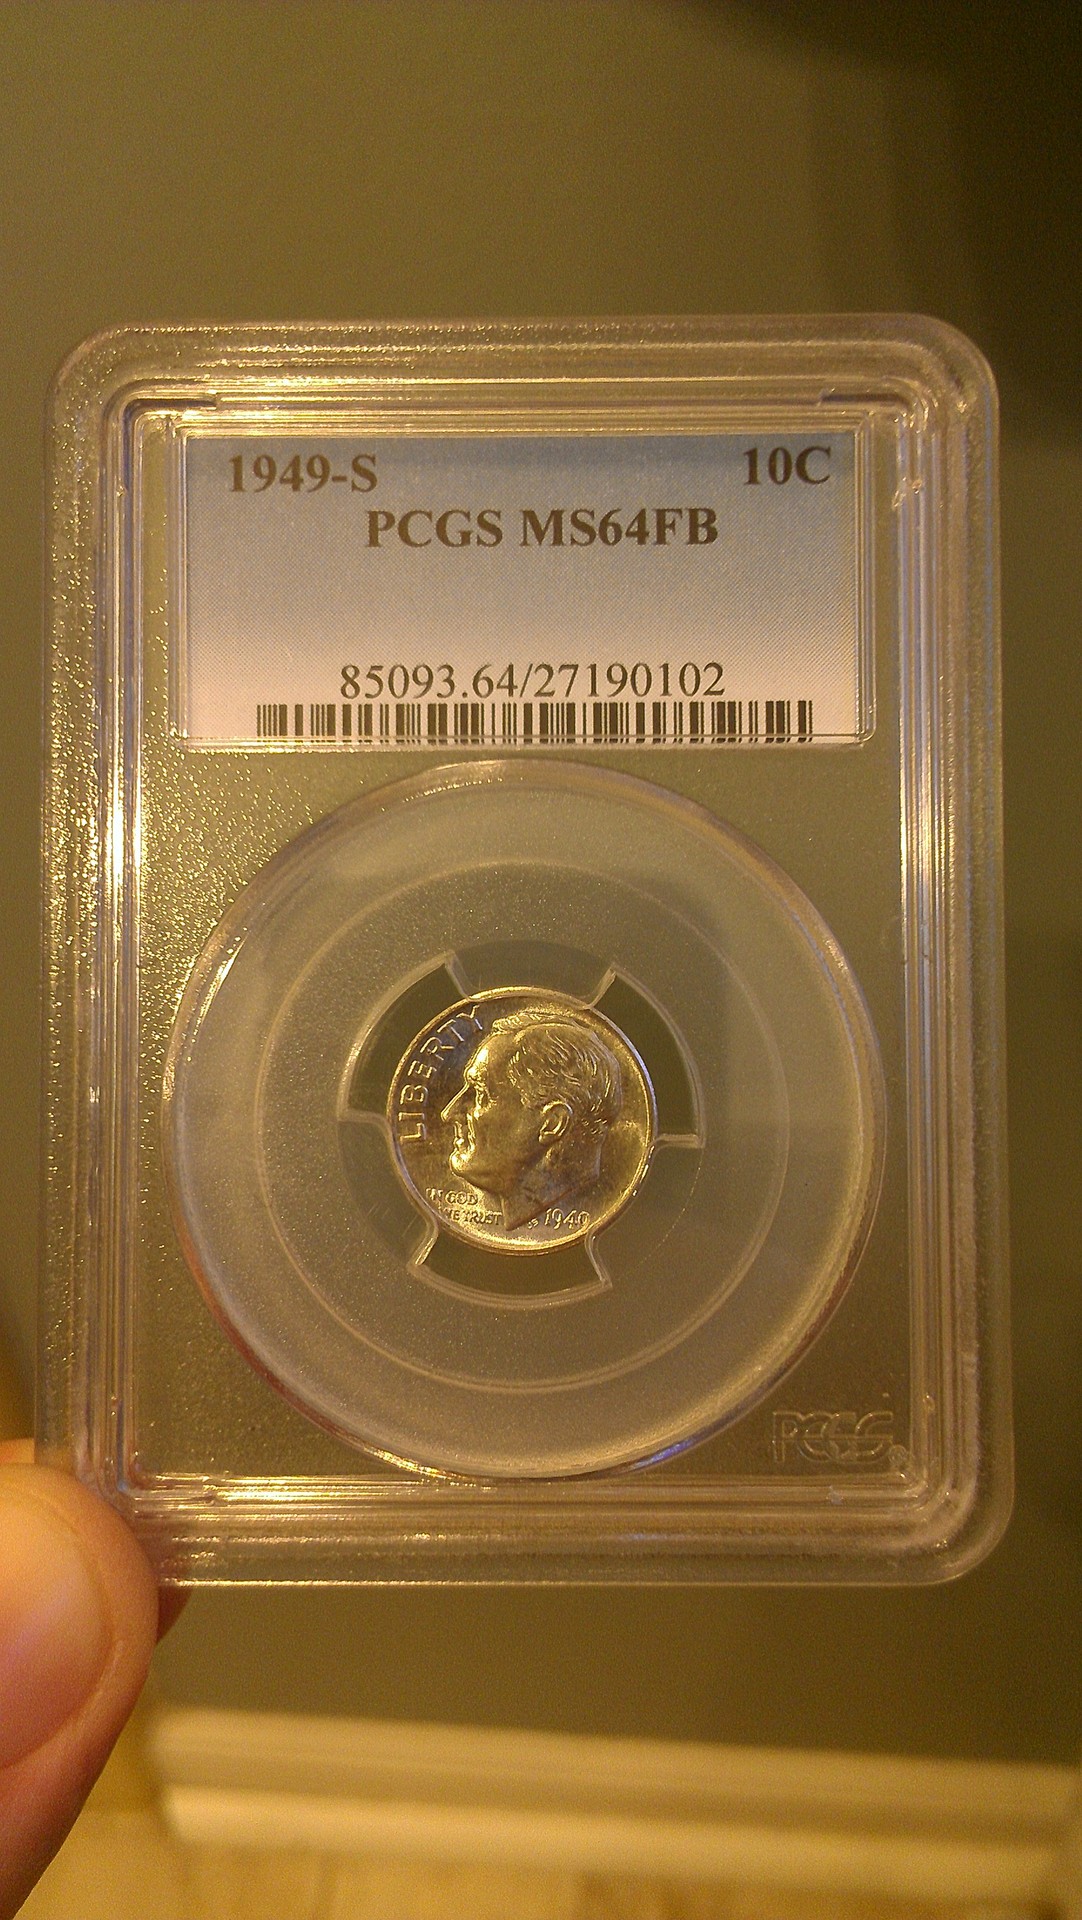 1949-S 10C
PCGS MS64FB
85093.64/27190102
LIBERTY
IN GOD
WE TRUST
1949
PCGS